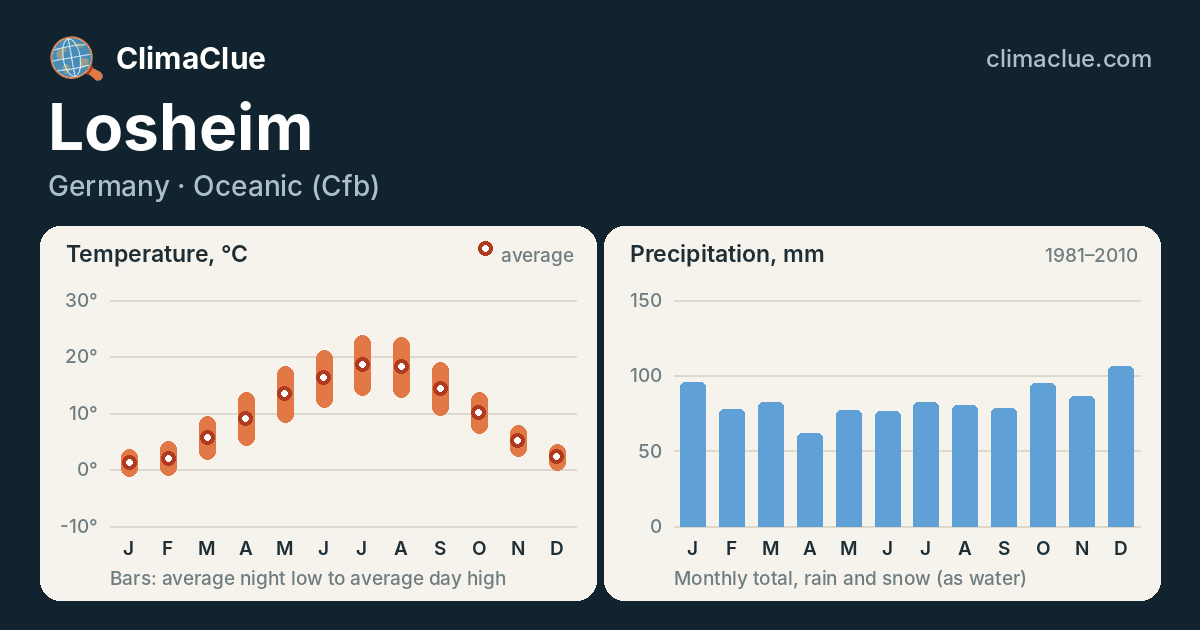 ClimaClue
climaclue.com
Losheim
Germany · Oceanic (Cfb)
Temperature, °C
average
30°
20°
10°
0°
-10°
J F M A M J J A S O N D
Bars: average night low to average day high
Precipitation, mm
1981–2010
150
100
50
0
J F M A M J J A S O N D
Monthly total, rain and snow (as water)